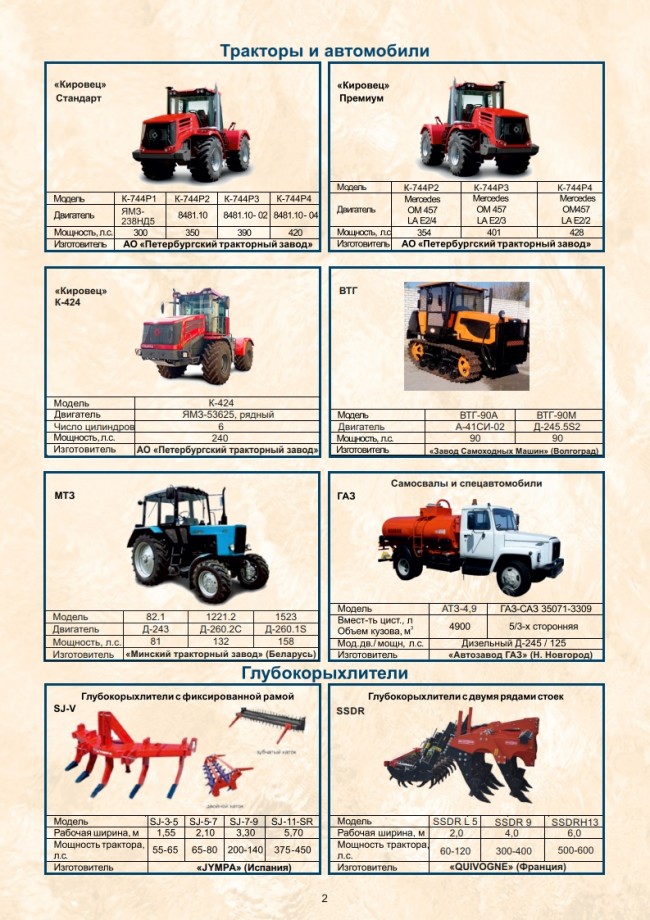 Тракторы и автомобили
«Кировец»
Стандарт
Модель К-744Р1 К-744Р2 К-744Р3 К-744Р4
Двигатель ЯМЗ-238НД5 8481.10 8481.10- 02 8481.10- 04
Мощность, л.с. 300 350 390 420
Изготовитель АО «Петербургский тракторный завод»
«Кировец»
Премиум
Модель К-744Р2 К-744Р3 К-744Р4
Двигатель
Mercedes Mercedes Mercedes
OM 457 OM 457 OM457
LA E2/4 LA E2/3 LA E2/2
Мощность, л.с. 354 401 428
Изготовитель АО «Петербургский тракторный завод»
«Кировец»
К-424
Модель К-424
Двигатель ЯМЗ-53625, рядный
Число цилиндров 6
Мощность, л.с. 240
Изготовитель АО «Петербургский тракторный завод»
ВТГ
Модель ВТГ-90А ВТГ-90М
Двигатель А-41СИ-02 Д-245.5S2
Мощность, л.с. 90 90
Изготовитель «Завод Самоходных Машин» (Волгоград)
МТЗ
Модель 82.1 1221.2 1523
Двигатель Д-243 Д-260.2С Д-260.1S
Мощность, л.с. 81 132 158
Изготовитель «Минский тракторный завод» (Беларусь)
Самосвалы и спецавтомобили
ГАЗ
Модель АТЗ-4,9 ГАЗ-САЗ 35071-3309
Вмест-ть цист., л
Объем кузова, м³ 4900 5/3-х сторонняя
Мод.дв./ мощн, л.с. Дизельный Д-245 / 125
Изготовитель «Автозавод ГАЗ» (Н. Новгород)
Глубокорыхлители
Глубокорыхлители с фиксированной рамой
SJ-V
зубчатый каток
двойной каток
Модель SJ-3-5 SJ-5-7 SJ-7-9 SJ-11-SR
Рабочая ширина, м 1,55 2,10 3,30 5,70
Мощность трактора, л.с. 55-65 65-80 200-140 375-450
Изготовитель «JYMPA» (Испания)
Глубокорыхлители с двумя рядами стоек
SSDR
Модель SSDR L 5 SSDR 9 SSDRH13
Рабочая ширина, м 2,0 4,0 6,0
Мощность трактора, л.с. 60-120 300-400 500-600
Изготовитель «QUIVOGNE» (Франция)
2